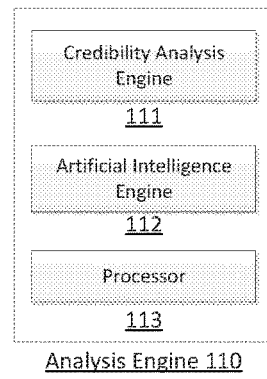 Credibility Analysis
Engine
111
Artificial Intelligence
Engine
112
Processor
113
Analysis Engine 110